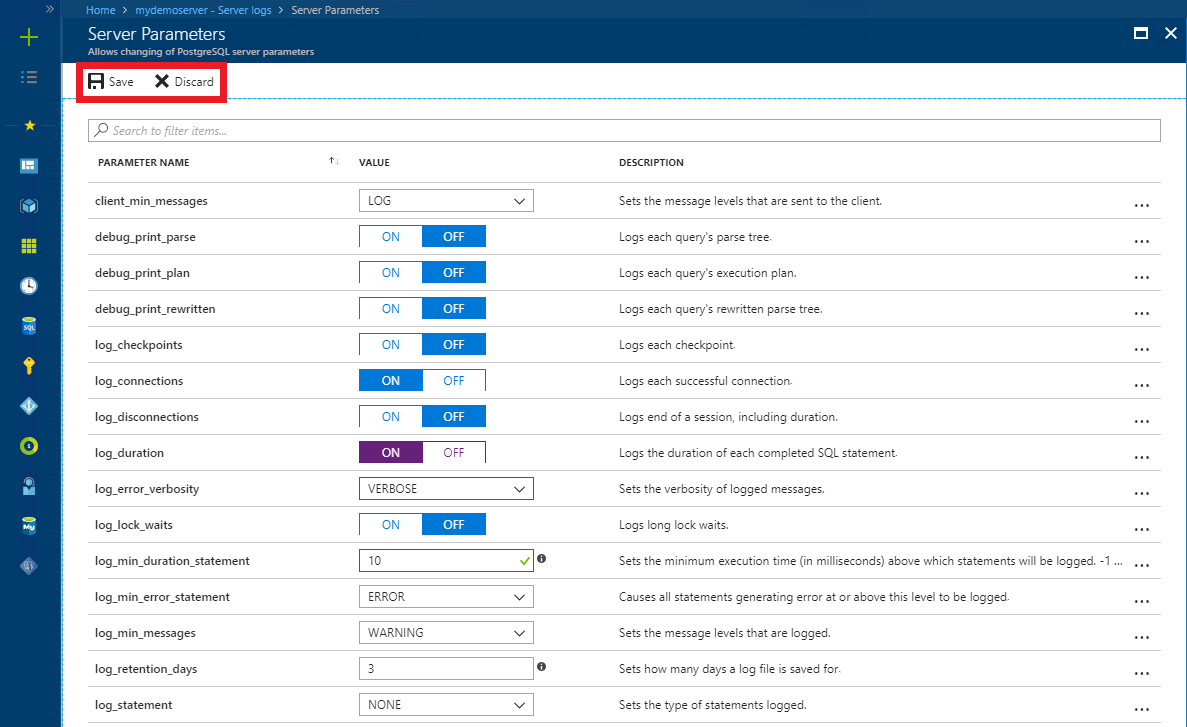 Home > mydemoserver - Server logs > Server Parameters
Server Parameters
Allows changing of PostgreSQL server parameters
Save Discard
Search to filter items...
PARAMETER NAME VALUE DESCRIPTION
client_min_messages LOG Sets the message levels that are sent to the client. ...
debug_print_parse ON OFF Logs each query's parse tree. ...
debug_print_plan ON OFF Logs each query's execution plan. ...
debug_print_rewritten ON OFF Logs each query's rewritten parse tree. ...
log_checkpoints ON OFF Logs each checkpoint. ...
log_connections ON OFF Logs each successful connection. ...
log_disconnections ON OFF Logs end of a session, including duration. ...
log_duration ON OFF Logs the duration of each completed SQL statement. ...
log_error_verbosity VERBOSE Sets the verbosity of logged messages. ...
log_lock_waits ON OFF Logs long lock waits. ...
log_min_duration_statement 10 Sets the minimum execution time (in milliseconds) above which statements will be logged. -1 ... ...
log_min_error_statement ERROR Causes all statements generating error at or above this level to be logged. ...
log_min_messages WARNING Sets the message levels that are logged. ...
log_retention_days 3 Sets how many days a log file is saved for. ...
log_statement NONE Sets the type of statements logged. ...
SQL
My